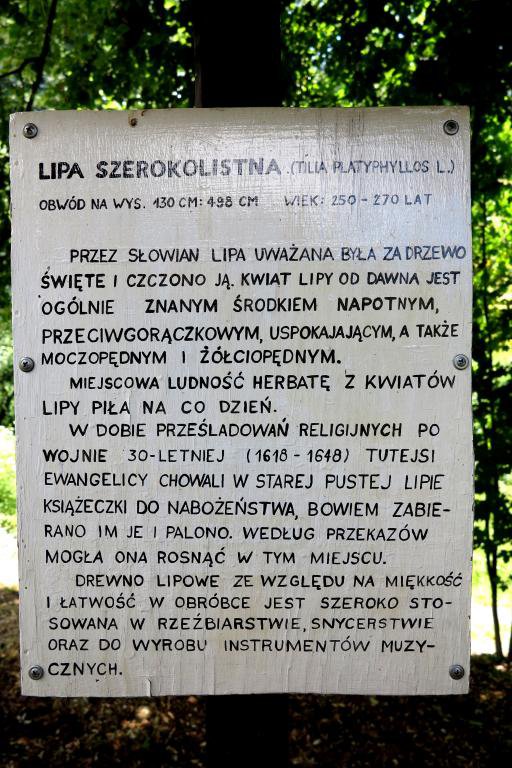 LIPA SZEROKOLISTNA (TILIA PLATYPHYLLOS L.)
OBWÓD NA WYS. 130 CM: 498 CM WIEK: 250 - 270 LAT
PRZEZ SŁOWIAN LIPA UWAŻANA BYŁA ZA DRZEWO
ŚWIĘTE I CZCZONO JĄ. KWIAT LIPY OD DAWNA JEST
OGÓLNIE ZNANYM ŚRODKIEM NAPOTNYM,
PRZECIWGORĄCZKOWYM, USPOKAJAJĄCYM, A TAKŻE
MOCZOPĘDNYM I ŻÓŁCIOPĘDNYM.
MIEJSCOWA LUDNOŚĆ HERBATĘ Z KWIATÓW
LIPY PIŁA NA CO DZIEŃ.
W DOBIE PRZEŚLADOWAŃ RELIGIJNYCH PO
WOJNIE 30-LETNIEJ (1618 - 1648) TUTEJSI
EWANGELICY CHOWALI W STAREJ PUSTEJ LIPIE
KSIĄŻECZKI DO NABOŻEŃSTWA, BOWIEM ZABIE-
RANO IM JE I PALONO. WEDŁUG PRZEKAZÓW
MOGŁA ONA ROSNĄĆ W TYM MIEJSCU.
DREWNO LIPOWE ZE WZGLĘDU NA MIĘKKOŚĆ
I ŁATWOŚĆ W OBRÓBCE JEST SZEROKO STO-
SOWANA W RZEŹBIARSTWIE, SNYCERSTWIE
ORAZ DO WYROBU INSTRUMENTÓW MUZY-
CZNYCH.